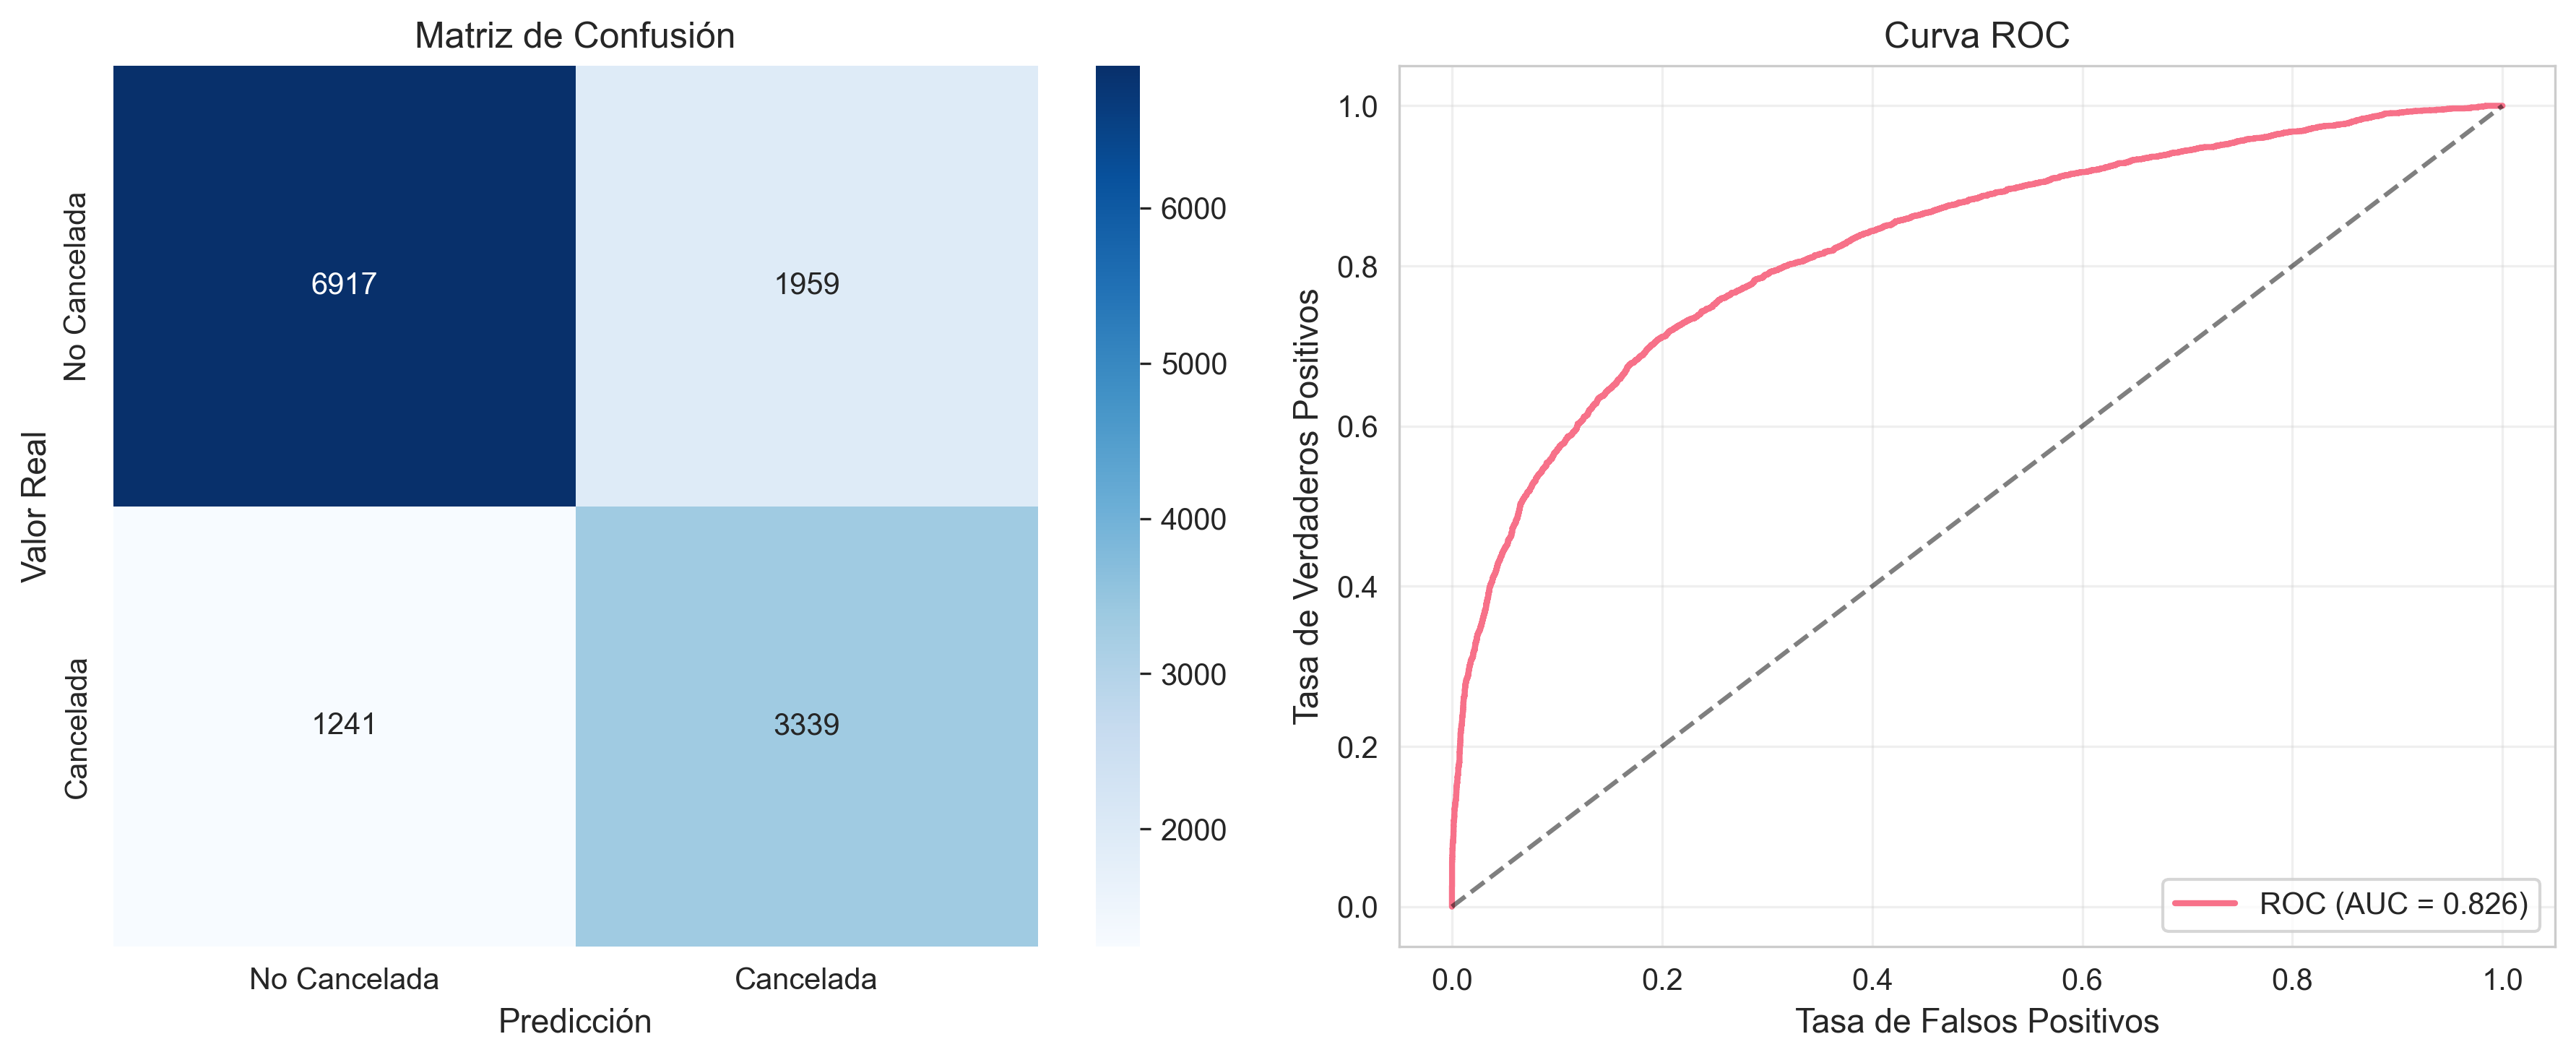 Matriz de Confusión
No Cancelada
Cancelada
Valor Real
6917
1959
1241
3339
No Cancelada
Cancelada
Predicción
6000
5000
4000
3000
2000
Curva ROC
Tasa de Verdaderos Positivos
1.0
0.8
0.6
0.4
0.2
0.0
ROC (AUC = 0.826)
0.0
0.2
0.4
0.6
0.8
1.0
Tasa de Falsos Positivos